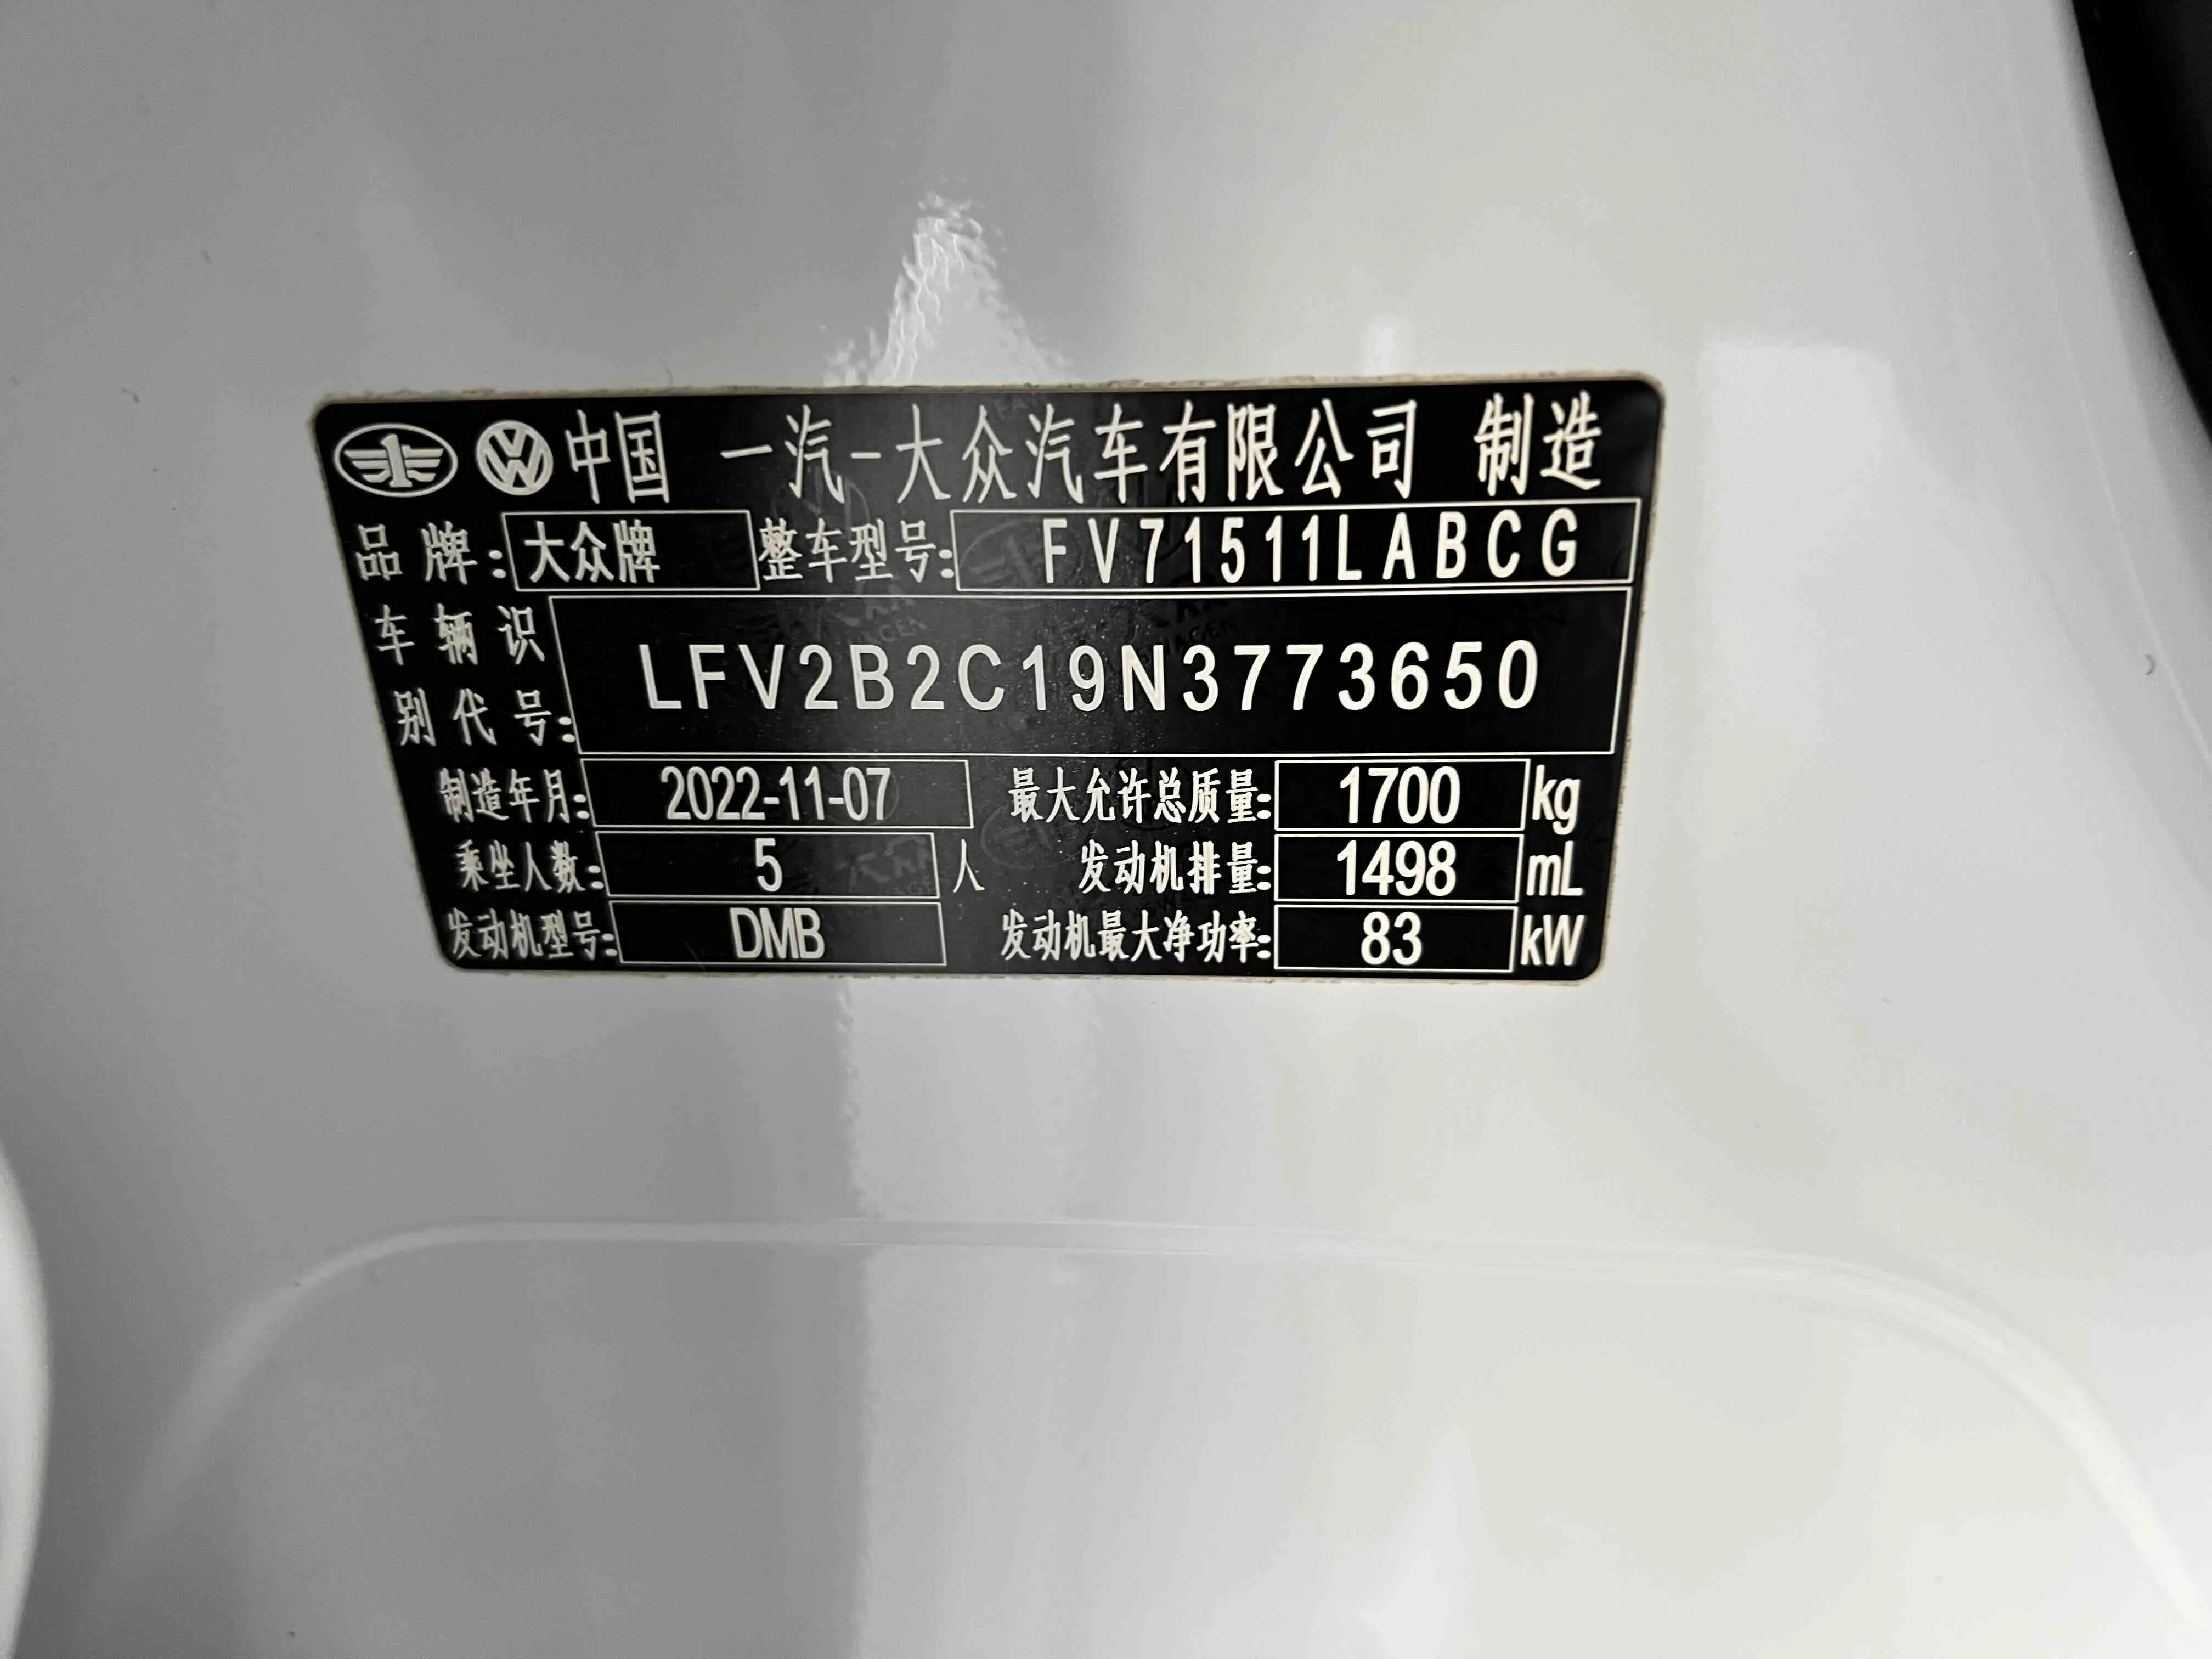 中国 一汽-大众汽车有限公司 制造
品牌: 大众牌 整车型号: FV71511LABCG
车辆识别代号: LFV2B2C19N3773650
制造年月: 2022-11-07 最大允许总质量: 1700 kg
乘坐人数: 5 人 发动机排量: 1498 mL
发动机型号: DMB 发动机最大净功率: 83 kW